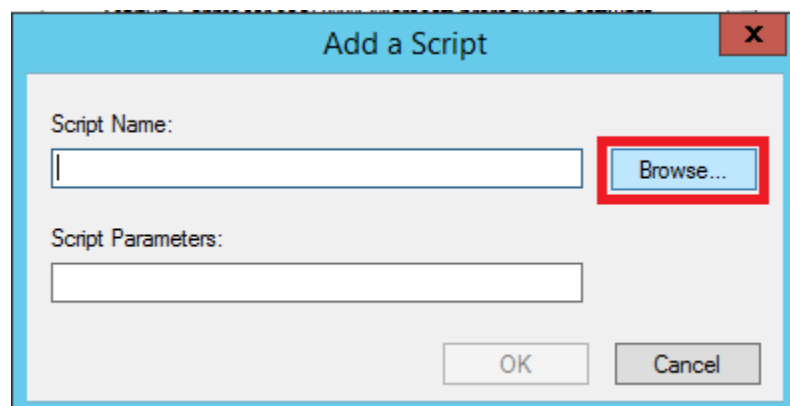 Add a Script
x
Script Name:
Browse...
Script Parameters:
OK
Cancel